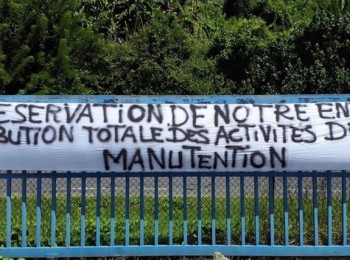 ESERVATION DE NOTRE EN
BUTION TOTALE DES ACTIVITES D
MANUTENTION